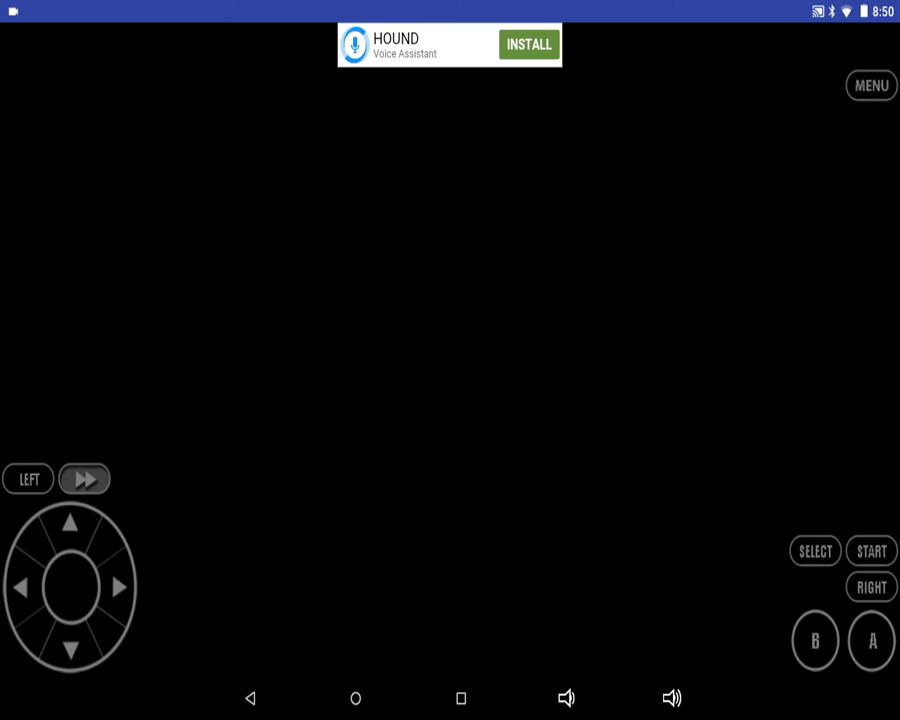 8:50
HOUND
Voice Assistant
INSTALL
MENU
LEFT
SELECT
START
RIGHT
B
A